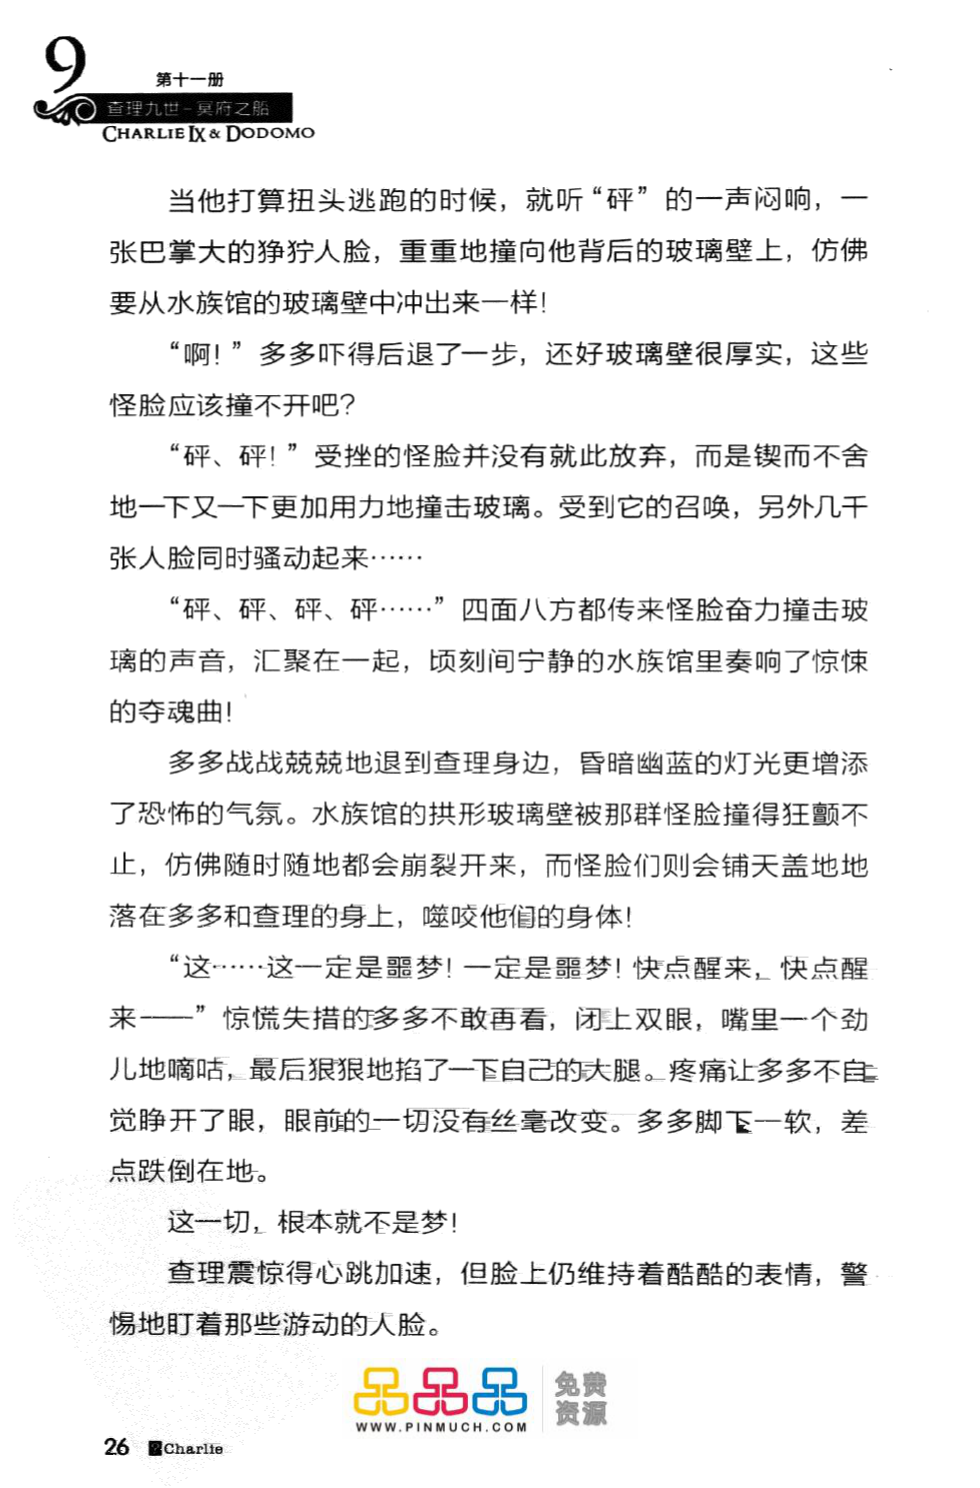 9
第十一册
查理九世-冥府之船
CHARLIE IX & DODOMO
当他打算扭头逃跑的时候，就听“砰”的一声闷响，一
张巴掌大的狰狞人脸，重重地撞向他背后的玻璃壁上，仿佛
要从水族馆的玻璃壁中冲出来一样！
“啊！”多多吓得后退了一步，还好玻璃壁很厚实，这些
怪脸应该撞不开吧？
“砰、砰！”受挫的怪脸并没有就此放弃，而是锲而不舍
地一下又一下更加用力地撞击玻璃。受到它的召唤，另外几千
张人脸同时骚动起来……
“砰、砰、砰、砰……”四面八方都传来怪脸奋力撞击玻
璃的声音，汇聚在一起，顷刻间宁静的水族馆里奏响了惊悚
的夺魂曲！
多多战战兢兢地退到查理身边，昏暗幽蓝的灯光更增添
了恐怖的气氛。水族馆的拱形玻璃壁被那群怪脸撞得狂颤不
止，仿佛随时随地都会崩裂开来，而怪脸们则会铺天盖地地
落在多多和查理的身上，噬咬他们的身体！
“这……这一定是噩梦！一定是噩梦！快点醒来，快点醒
来——”惊慌失措的多多不敢再看，闭上双眼，嘴里一个劲
儿地嘀咕，最后狠狠地掐了一下自己的大腿。疼痛让多多不自
觉睁开了眼，眼前的一切没有丝毫改变。多多脚下一软，差
点跌倒在地。
这一切，根本就不是梦！
查理震惊得心跳加速，但脸上仍维持着酷酷的表情，警
惕地盯着那些游动的人脸。
品品品 免费
资源
WWW.PINMUCH.COM
26 Charlie